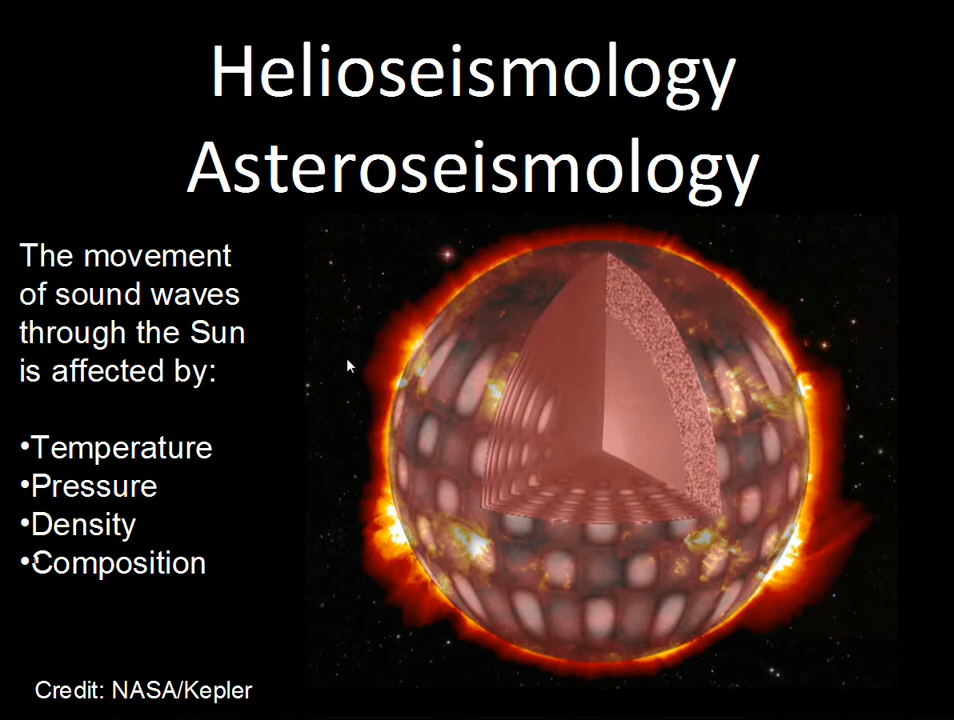 Helioseismology
Asteroseismology
The movement
of sound waves
through the Sun
is affected by:
•Temperature
•Pressure
•Density
•Composition
Credit: NASA/Kepler